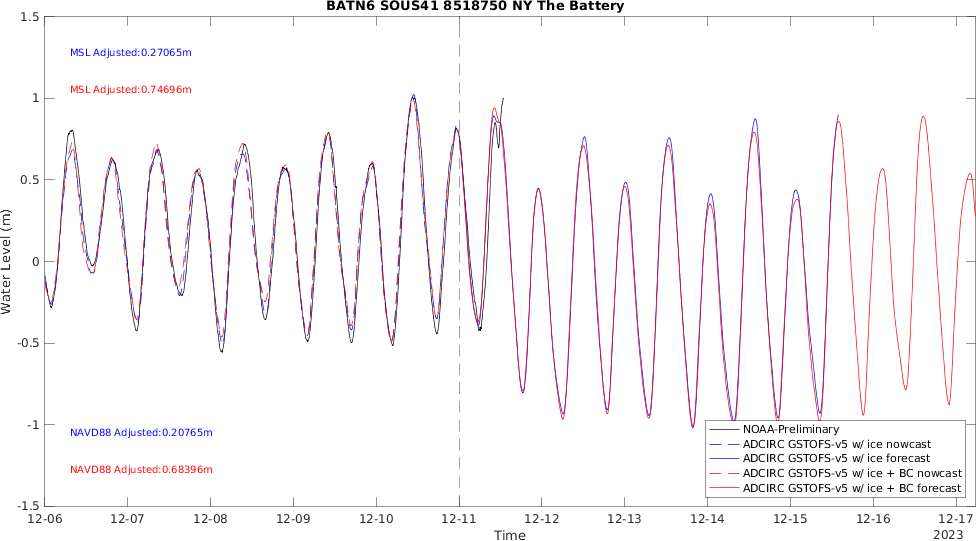 BATN6 SOUS41 8518750 NY The Battery
1.5
MSL Adjusted:0.27065m
MSL Adjusted:0.74696m
1
0.5
0
-0.5
-1
-1.5
Water Level (m)
NAVD88 Adjusted:0.20765m
NAVD88 Adjusted:0.68396m
NOAA-Preliminary
ADCIRC GSTOFS-v5 w/ ice nowcast
ADCIRC GSTOFS-v5 w/ ice forecast
ADCIRC GSTOFS-v5 w/ ice + BC nowcast
ADCIRC GSTOFS-v5 w/ ice + BC forecast
12-06 12-07 12-08 12-09 12-10 12-11 12-12 12-13 12-14 12-15 12-16 12-17
Time
2023